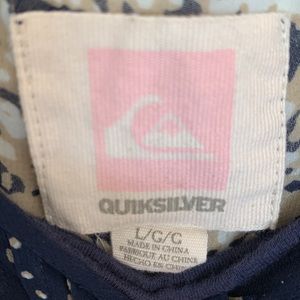 QUIKSILVER
L/G/G
MADE IN CHINA
FABRIQUÉ AU CHINE
HECHO EN CHINA